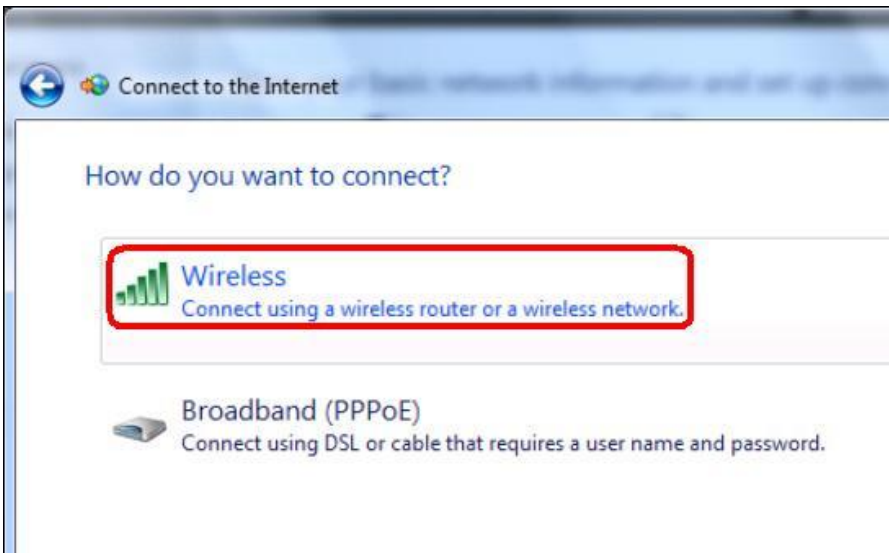 Connect to the Internet
How do you want to connect?
Wireless
Connect using a wireless router or a wireless network.
Broadband (PPPoE)
Connect using DSL or cable that requires a user name and password.